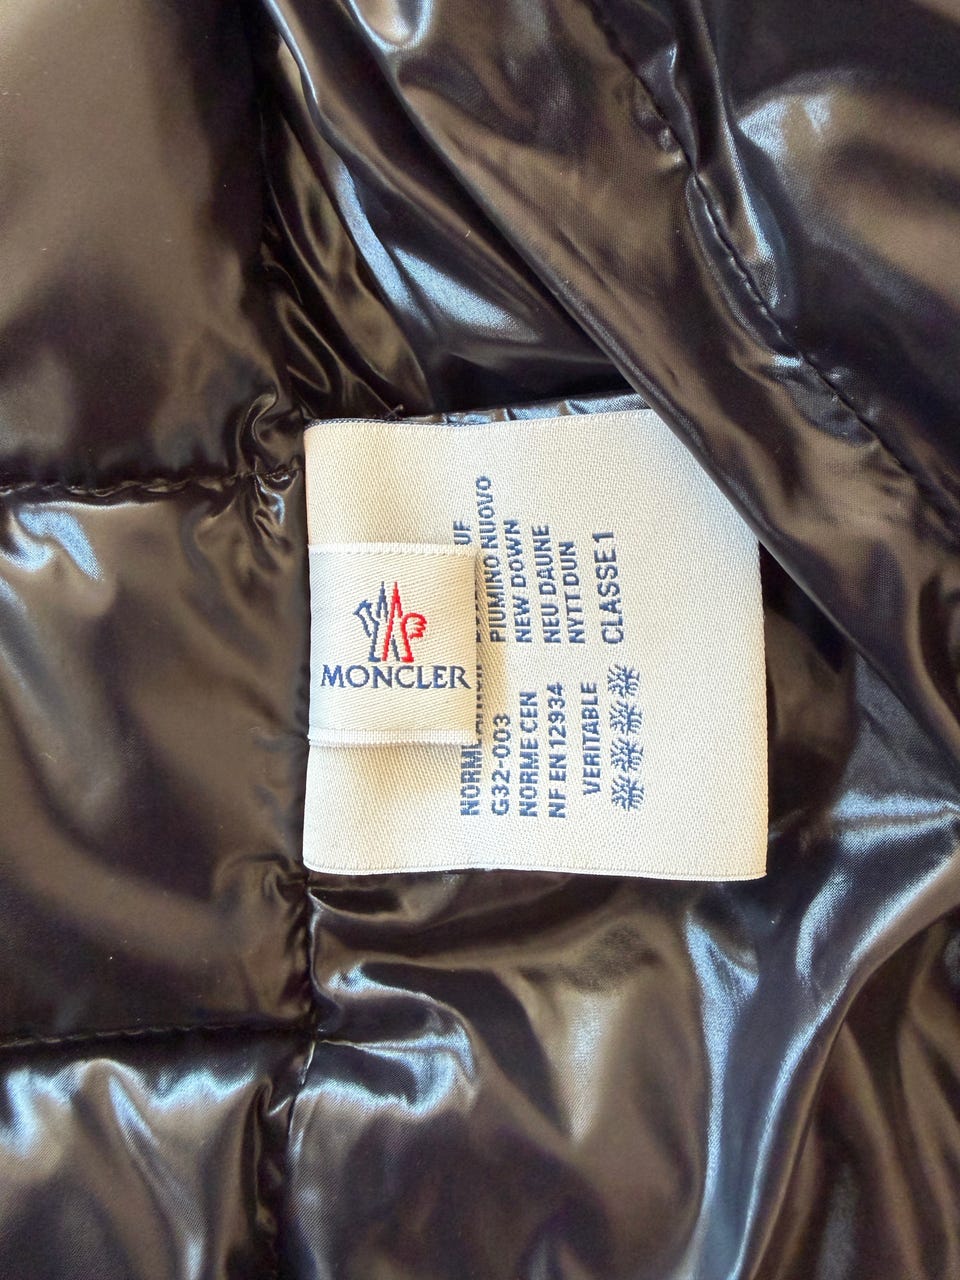 MONCLER
UF
PIUMINO NUOVO
NEW DOWN
NEU DAUNE
NYTT DUN
CLASSE 1
G32-003
NORME CEN
NF EN 12934
VERITABLE